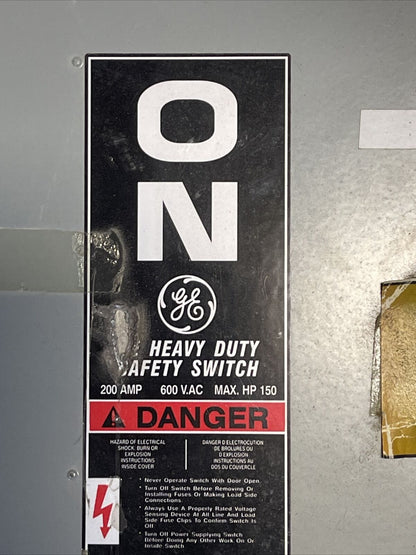 ON
GE
HEAVY DUTY
SAFETY SWITCH
200 AMP 600 V.AC MAX. HP 150
DANGER
HAZARD OF ELECTRICAL
SHOCK, BURN OR
EXPLOSION
INSTRUCTIONS
INSIDE COVER
DANGER D ELECTROCUTION
DE BRULURES OU
D EXPLOSION
INSTRUCTIONS AU
DOS DU COUVERCLE
• Never Operate Switch With Door Open.
• Turn Off Switch Before Removing Or
Installing Fuses Or Making Load Side
Connections.
• Always Use A Properly Rated Voltage
Sensing Device At All Line And Load
Side Fuse Clips To Confirm Switch Is
Off.
• Turn Off Power Supplying Switch
Before Doing Any Other Work On Or
Inside Switch